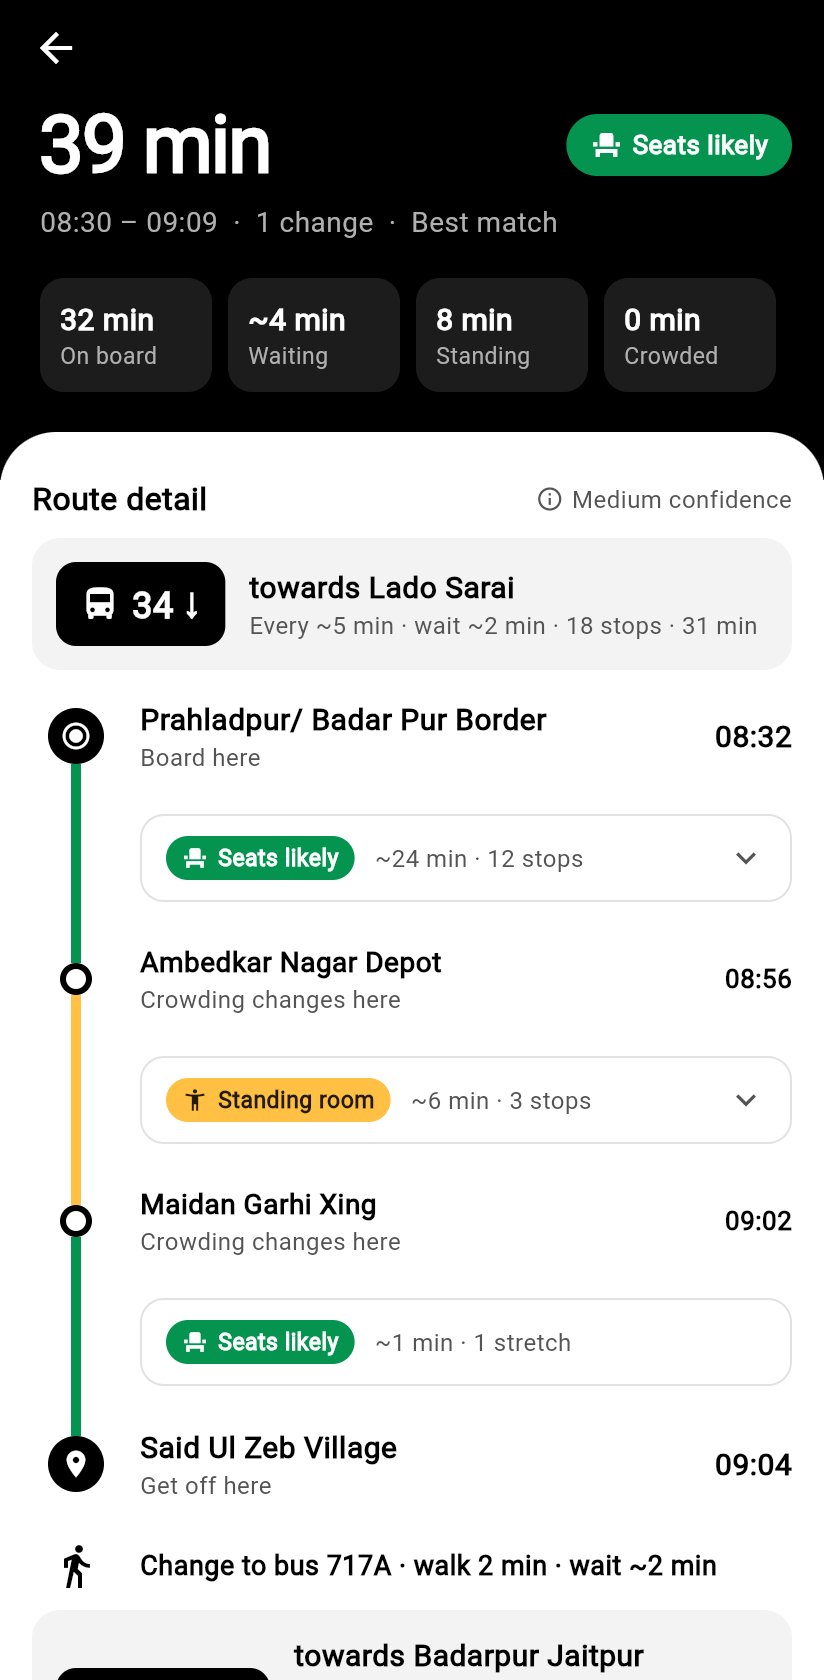 39 min
Seats likely
08:30 – 09:09 · 1 change · Best match
32 min
On board
~4 min
Waiting
8 min
Standing
0 min
Crowded
Route detail
Medium confidence
34 ↓
towards Lado Sarai
Every ~5 min · wait ~2 min · 18 stops · 31 min
Prahladpur/ Badar Pur Border
Board here
08:32
Seats likely
~24 min · 12 stops
Ambedkar Nagar Depot
Crowding changes here
08:56
Standing room
~6 min · 3 stops
Maidan Garhi Xing
Crowding changes here
09:02
Seats likely
~1 min · 1 stretch
Said Ul Zeb Village
Get off here
09:04
Change to bus 717A · walk 2 min · wait ~2 min
towards Badarpur Jaitpur